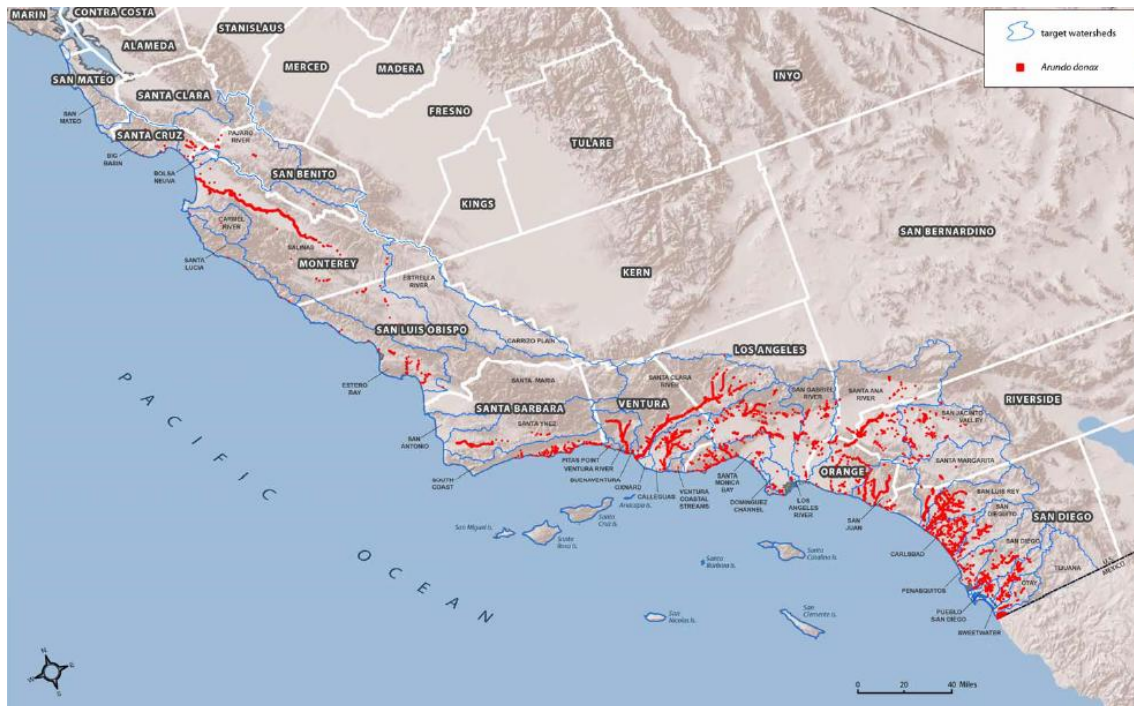 MARIN
CONTRA COSTA
STANISLAUS
ALAMEDA
MERCED
MADERA
INYO
SAN MATEO
SANTA CLARA
FRESNO
SAN
MATEO
SANTA CRUZ
PAJARO
RIVER
TULARE
BIG
BASIN
BOLSA
NUEVA
SAN BENITO
KINGS
CARMEL
RIVER
SALINAS
SANTA
LUCIA
MONTEREY
SAN BERNARDINO
ESTRELLA
RIVER
KERN
SAN LUIS OBISPO
CARRIZO PLAIN
LOS ANGELES
ESTERO
BAY
SANTA MARIA
SANTA CLARA
RIVER
SAN GABRIEL
RIVER
SANTA ANA
RIVER
RIVERSIDE
SANTA BARBARA
VENTURA
SAN JACINTO
VALLEY
SANTA YNEZ
SAN
ANTONIO
SANTA MARGARITA
SOUTH
COAST
PITAS POINT
VENTURA RIVER
BUENAVENTURA
OXNARD
CALLEGUAS
VENTURA
COASTAL
STREAMS
SANTA
MONICA
BAY
DOMINGUEZ
CHANNEL
LOS
ANGELES
RIVER
ORANGE
SAN
JUAN
SAN LUIS REY
SAN
DIEGUITO
SAN DIEGO
SAN DIEGO
CARLSBAD
TIJUANA
U.S.
MEXICO
OTAY
PENASQUITOS
PUEBLO
SAN DIEGO
SWEETWATER
San Miguel Is.
Santa
Rosa Is.
Santa
Cruz Is.
Anacapa Is.
Santa
Barbara Is.
Santa
Catalina Is.
San
Nicolas Is.
San
Clemente Is.
PACIFIC OCEAN
target watersheds
Arundo donax
N
E
S
W
0 20 40 Miles